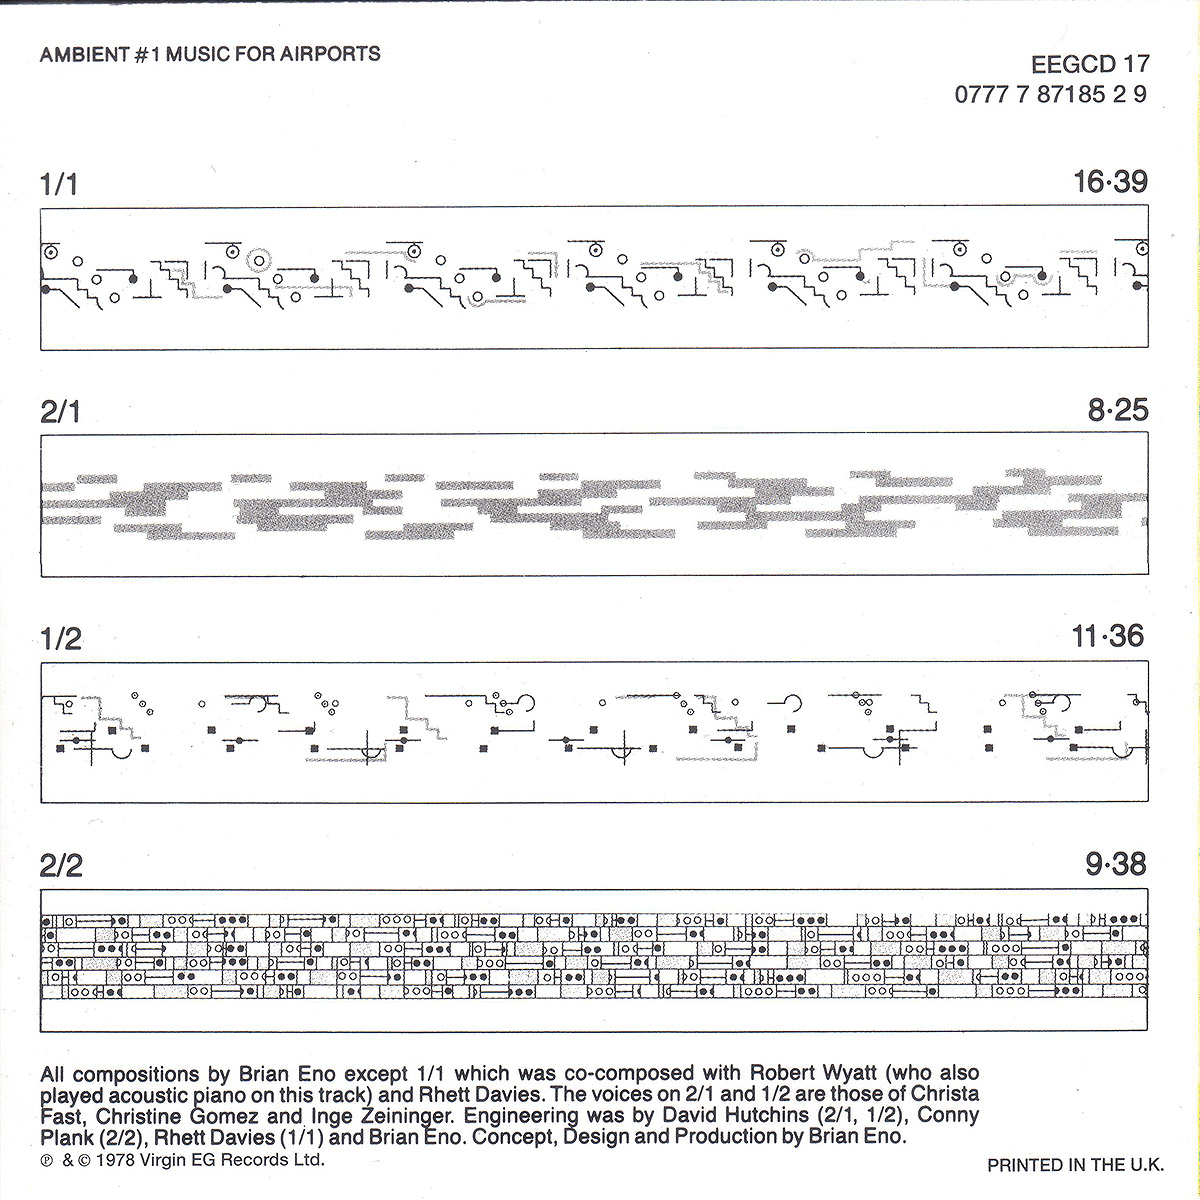 AMBIENT #1 MUSIC FOR AIRPORTS
EEGCD 17
0777 7 87185 2 9
1/1 16·39
2/1 8·25
1/2 11·36
2/2 9·38
All compositions by Brian Eno except 1/1 which was co-composed with Robert Wyatt (who also
played acoustic piano on this track) and Rhett Davies. The voices on 2/1 and 1/2 are those of Christa
Fast, Christine Gomez and Inge Zeininger. Engineering was by David Hutchins (2/1, 1/2), Conny
Plank (2/2), Rhett Davies (1/1) and Brian Eno. Concept, Design and Production by Brian Eno.
℗ & © 1978 Virgin EG Records Ltd.
PRINTED IN THE U.K.